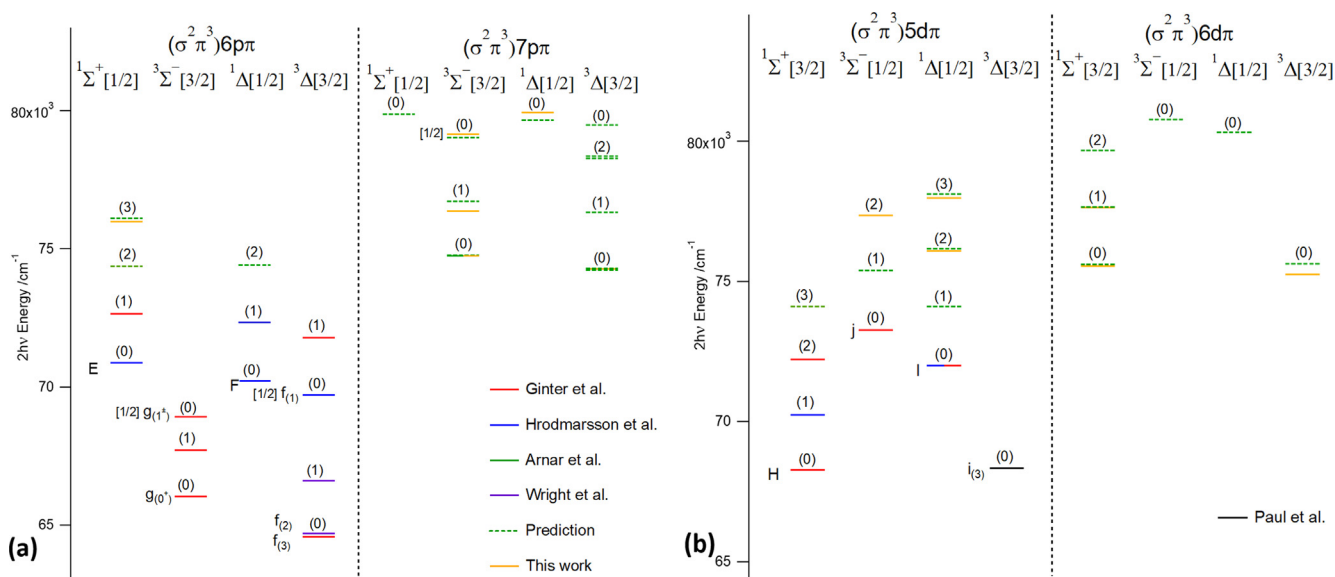 (σ²π³)6pπ
(σ²π³)7pπ
¹Σ⁺[1/2] ³Σ⁻[3/2] ¹Δ[1/2] ³Δ[3/2]
¹Σ⁺[1/2] ³Σ⁻[3/2] ¹Δ[1/2] ³Δ[3/2]
80x10³
75
70
65
2hν Energy /cm⁻¹
(3)
(2)
(1)
(0)
E
[1/2] g(1±) (0)
(1)
g(0⁺) (0)
(2)
(1)
F (0)
(1)
[1/2] f(1) (0)
(1)
f(2) (0)
f(3)
(0)
[1/2] (0)
(1)
(0)
(0)
(0)
(2)
(1)
(0)
Ginter et al.
Hrodmarsson et al.
Arnar et al.
Wright et al.
Prediction
This work
(a)
(σ²π³)5dπ
(σ²π³)6dπ
¹Σ⁺[3/2] ³Σ⁻[1/2] ¹Δ[1/2] ³Δ[3/2]
¹Σ⁺[3/2] ³Σ⁻[1/2] ¹Δ[1/2] ³Δ[3/2]
80x10³
75
70
65
2hν Energy /cm⁻¹
(3)
(2)
(1)
H (0)
(2)
(1)
j (0)
(3)
(2)
(1)
I (0)
i(3) (0)
(2)
(1)
(0)
(0)
(0)
(0)
Paul et al.
(b)